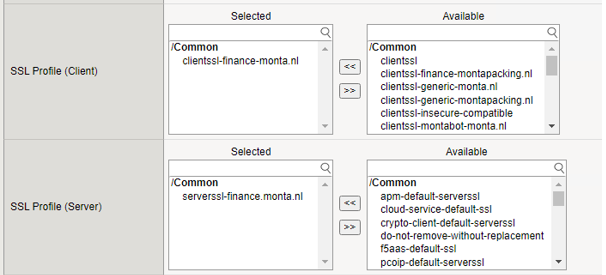 Selected
Available
SSL Profile (Client)
/Common
clientssl-finance-monta.nl
<<
>>
/Common
clientssl
clientssl-finance-montapacking.nl
clientssl-generic-monta.nl
clientssl-generic-montapacking.nl
clientssl-insecure-compatible
clientssl-montabot-monta.nl
Selected
Available
SSL Profile (Server)
/Common
serverssl-finance.monta.nl
<<
>>
/Common
apm-default-serverssl
cloud-service-default-ssl
crypto-client-default-serverssl
do-not-remove-without-replacement
f5aas-default-ssl
pcoip-default-serverssl